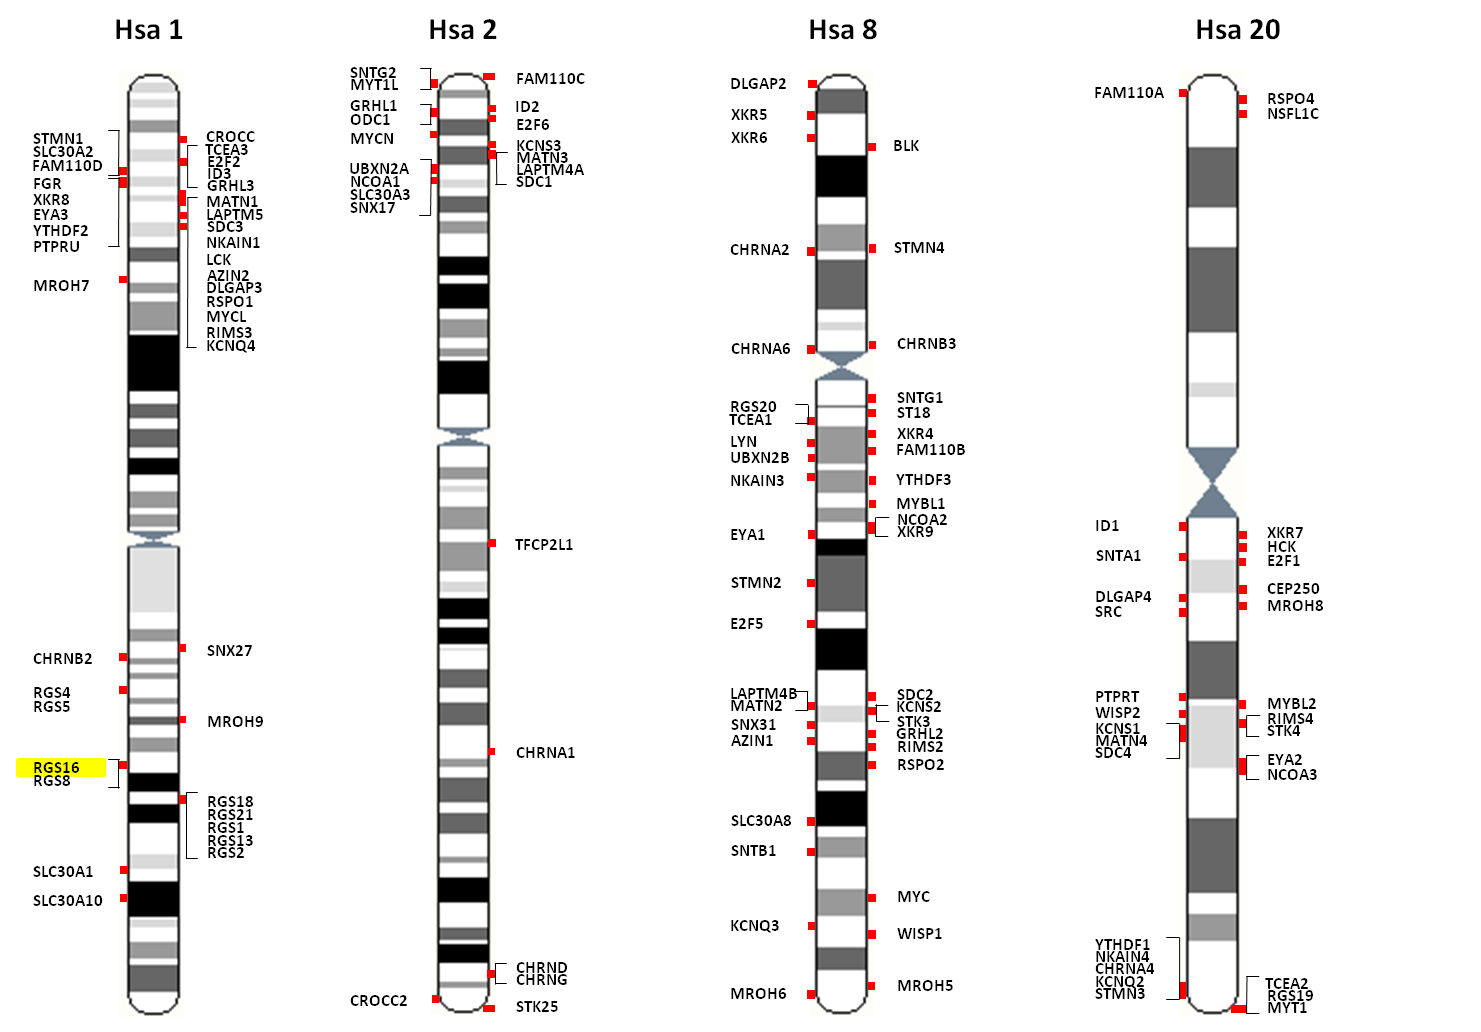 Hsa 1
STMN1
SLC30A2
FAM110D
FGR
XKR8
EYA3
YTHDF2
PTPRU
MROH7
CHRNB2
RGS4
RGS5
RGS16
RGS8
SLC30A1
SLC30A10
CROCC
TCEA3
E2F2
ID3
GRHL3
MATN1
LAPTM5
SDC3
NKAIN1
LCK
AZIN2
DLGAP3
RSPO1
MYCL
RIMS3
KCNQ4
SNX27
MROH9
RGS18
RGS21
RGS1
RGS13
RGS2
Hsa 2
SNTG2
MYT1L
GRHL1
ODC1
MYCN
UBXN2A
NCOA1
SLC30A3
SNX17
CROCC2
FAM110C
ID2
E2F6
KCNS3
MATN3
LAPTM4A
SDC1
TFCP2L1
CHRNA1
CHRND
CHRNG
STK25
Hsa 8
DLGAP2
XKR5
XKR6
CHRNA2
CHRNA6
RGS20
TCEA1
LYN
UBXN2B
NKAIN3
EYA1
STMN2
E2F5
LAPTM4B
MATN2
SNX31
AZIN1
SLC30A8
SNTB1
KCNQ3
MROH6
BLK
STMN4
CHRNB3
SNTG1
ST18
XKR4
FAM110B
YTHDF3
MYBL1
NCOA2
XKR9
SDC2
KCNS2
STK3
GRHL2
RIMS2
RSPO2
MYC
WISP1
MROH5
Hsa 20
FAM110A
ID1
SNTA1
DLGAP4
SRC
PTPRT
WISP2
KCNS1
MATN4
SDC4
YTHDF1
NKAIN4
CHRNA4
KCNQ2
STMN3
RSPO4
NSFL1C
XKR7
HCK
E2F1
CEP250
MROH8
MYBL2
RIMS4
STK4
EYA2
NCOA3
TCEA2
RGS19
MYT1